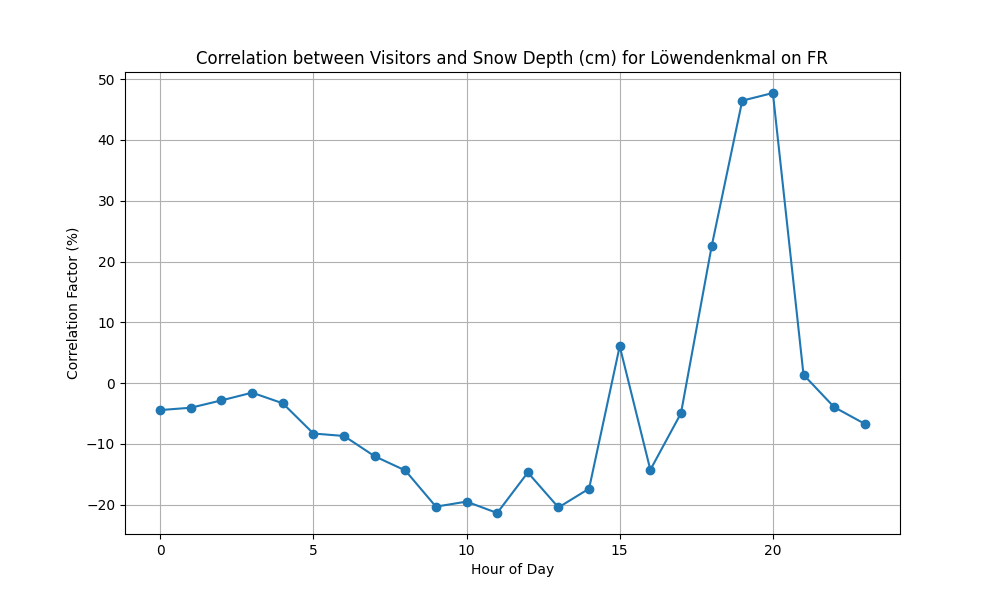 Correlation between Visitors and Snow Depth (cm) for Löwendenkmal on FR
50
40
30
20
10
0
−10
−20
Correlation Factor (%)
0 5 10 15 20
Hour of Day